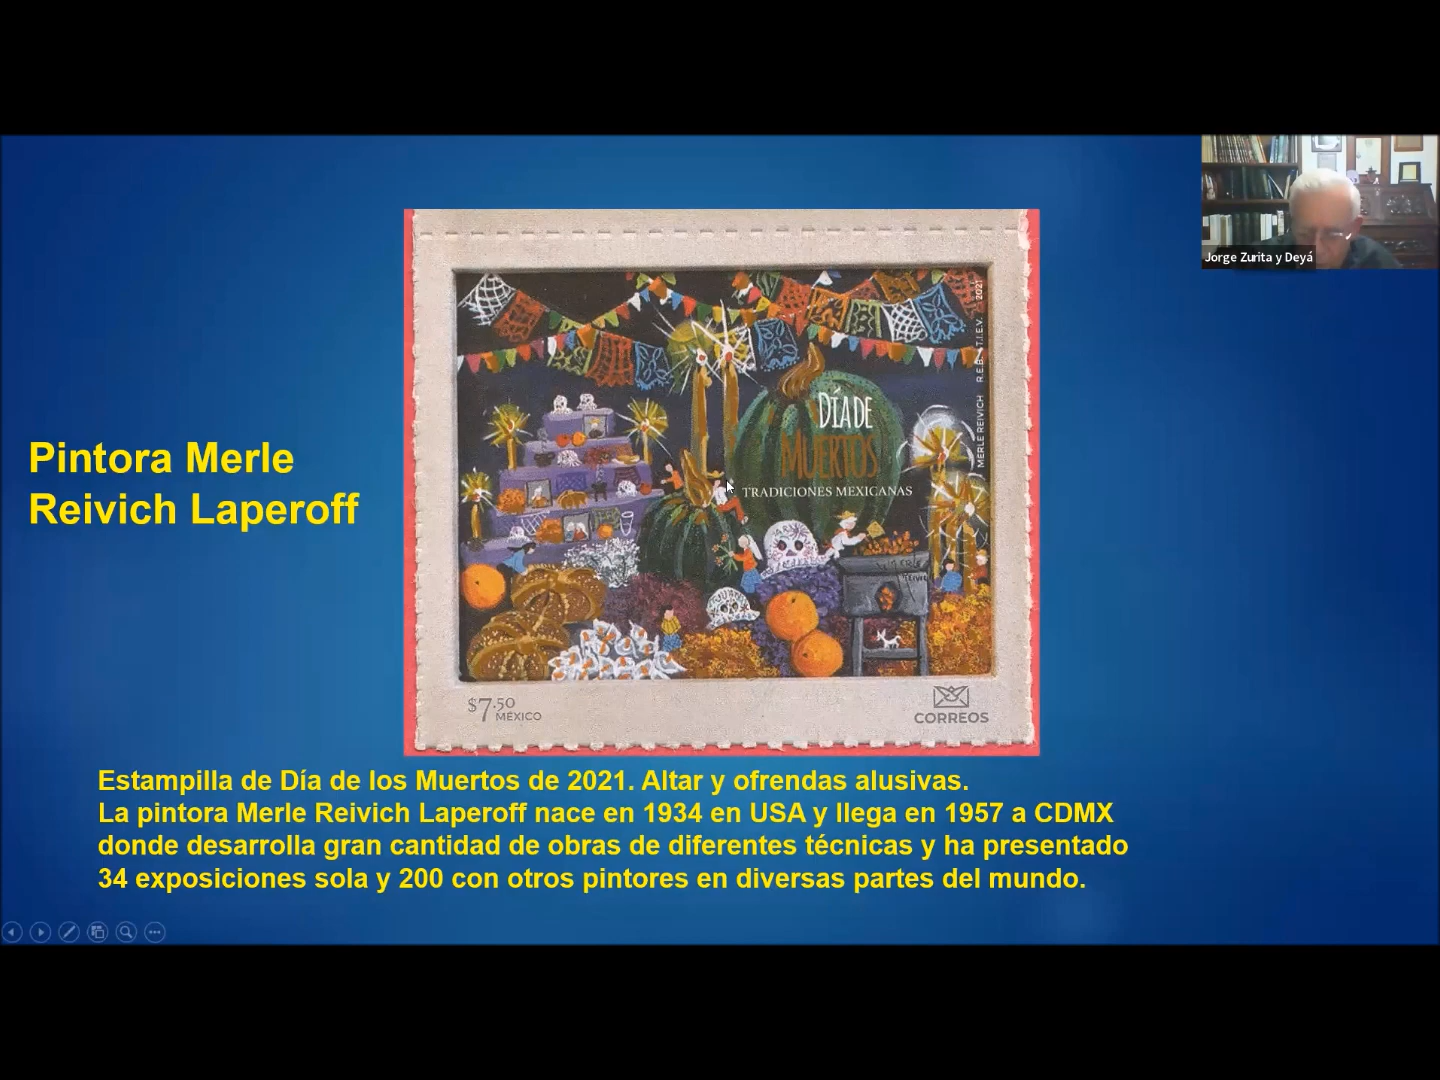 Jorge Zurita y Deyá
MERLE REIVICH R.E.B. / T.I.E.V. 2021
DÍA DE
MUERTOS
TRADICIONES MEXICANAS
Pintora Merle
Reivich Laperoff
$7.50
MÉXICO
CORREOS
Estampilla de Día de los Muertos de 2021. Altar y ofrendas alusivas.
La pintora Merle Reivich Laperoff nace en 1934 en USA y llega en 1957 a CDMX
donde desarrolla gran cantidad de obras de diferentes técnicas y ha presentado
34 exposiciones sola y 200 con otros pintores en diversas partes del mundo.